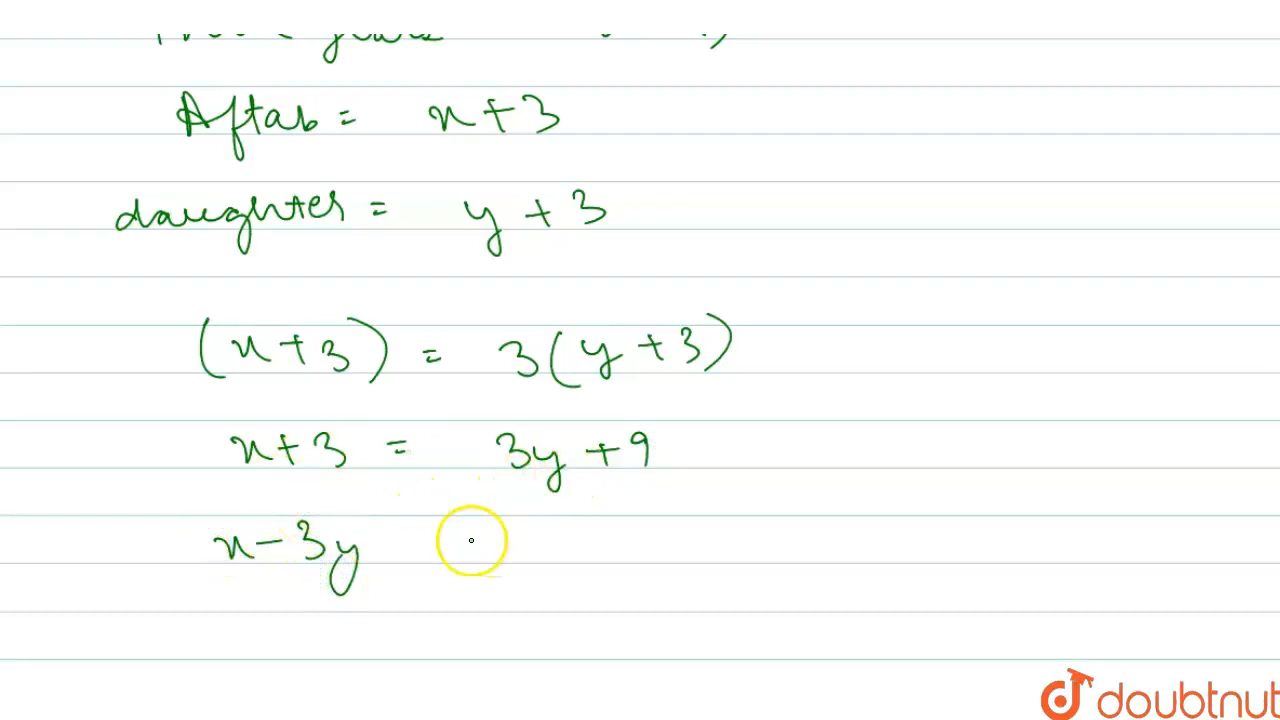 Aftab = x+3
daughter = y + 3
(x+3) = 3(y+3)
x+3 = 3y+9
x-3y
doubtnut